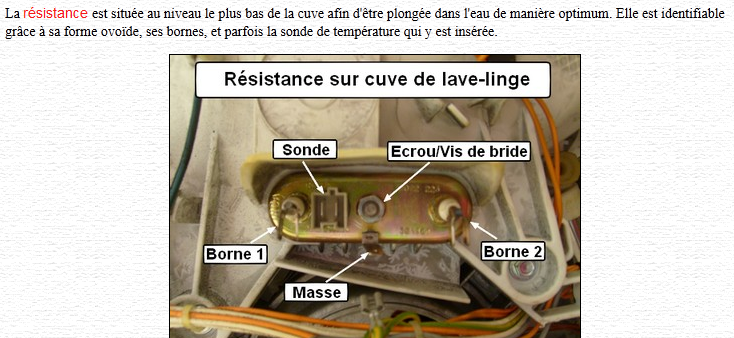 La résistance est située au niveau le plus bas de la cuve afin d'être plongée dans l'eau de manière optimum. Elle est identifiable
grâce à sa forme ovoïde, ses bornes, et parfois la sonde de température qui y est insérée.
Résistance sur cuve de lave-linge
Sonde
Ecrou/Vis de bride
Borne 1
Borne 2
Masse